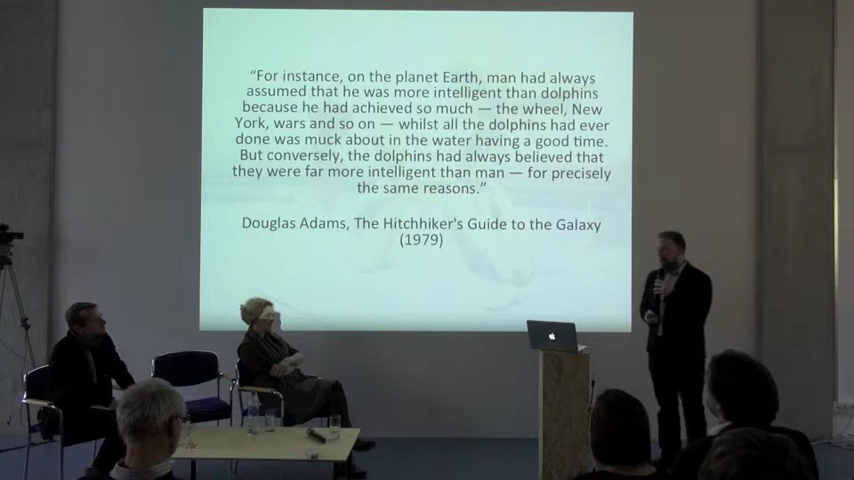 “For instance, on the planet Earth, man had always
assumed that he was more intelligent than dolphins
because he had achieved so much — the wheel, New
York, wars and so on — whilst all the dolphins had ever
done was muck about in the water having a good time.
But conversely, the dolphins had always believed that
they were far more intelligent than man — for precisely
the same reasons.”
Douglas Adams, The Hitchhiker's Guide to the Galaxy
(1979)